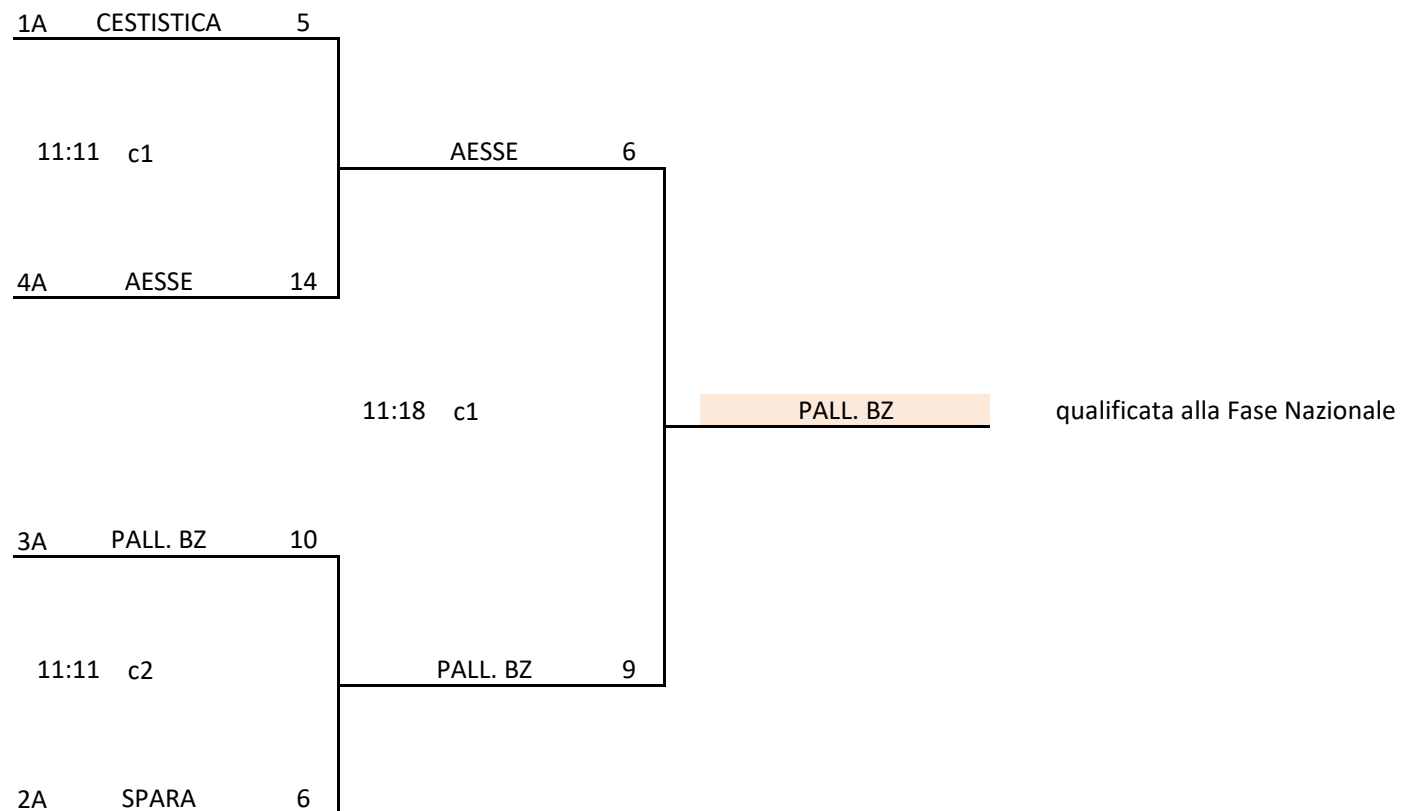 1A CESTISTICA 5
11:11 c1
AESSE 6
4A AESSE 14
11:18 c1
PALL. BZ
qualificata alla Fase Nazionale
3A PALL. BZ 10
11:11 c2
PALL. BZ 9
2A SPARA 6